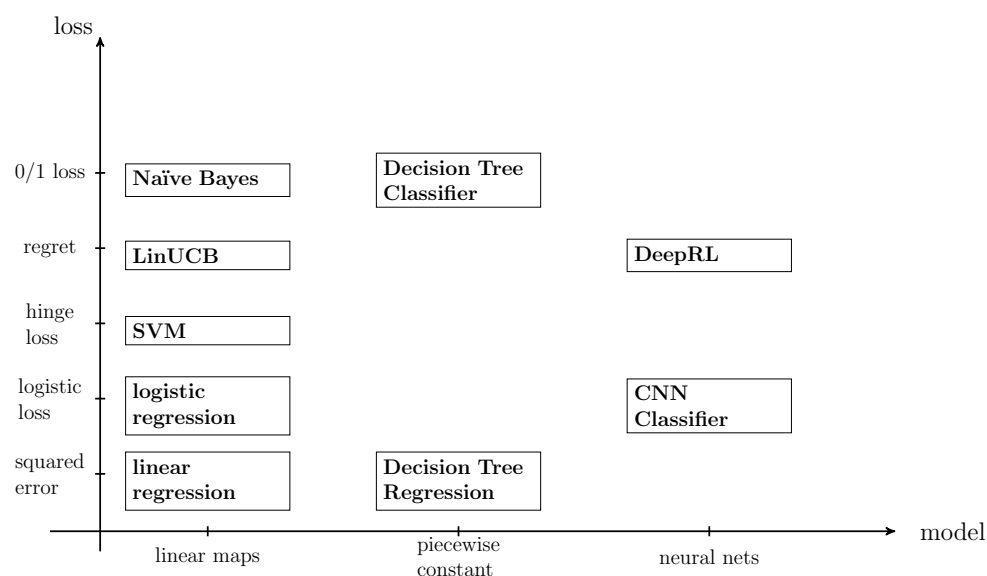 loss
0/1 loss
Naïve Bayes
Decision Tree
Classifier
regret
LinUCB
DeepRL
hinge
loss
SVM
logistic
loss
logistic
regression
CNN
Classifier
squared
error
linear
regression
Decision Tree
Regression
model
linear maps
piecewise
constant
neural nets